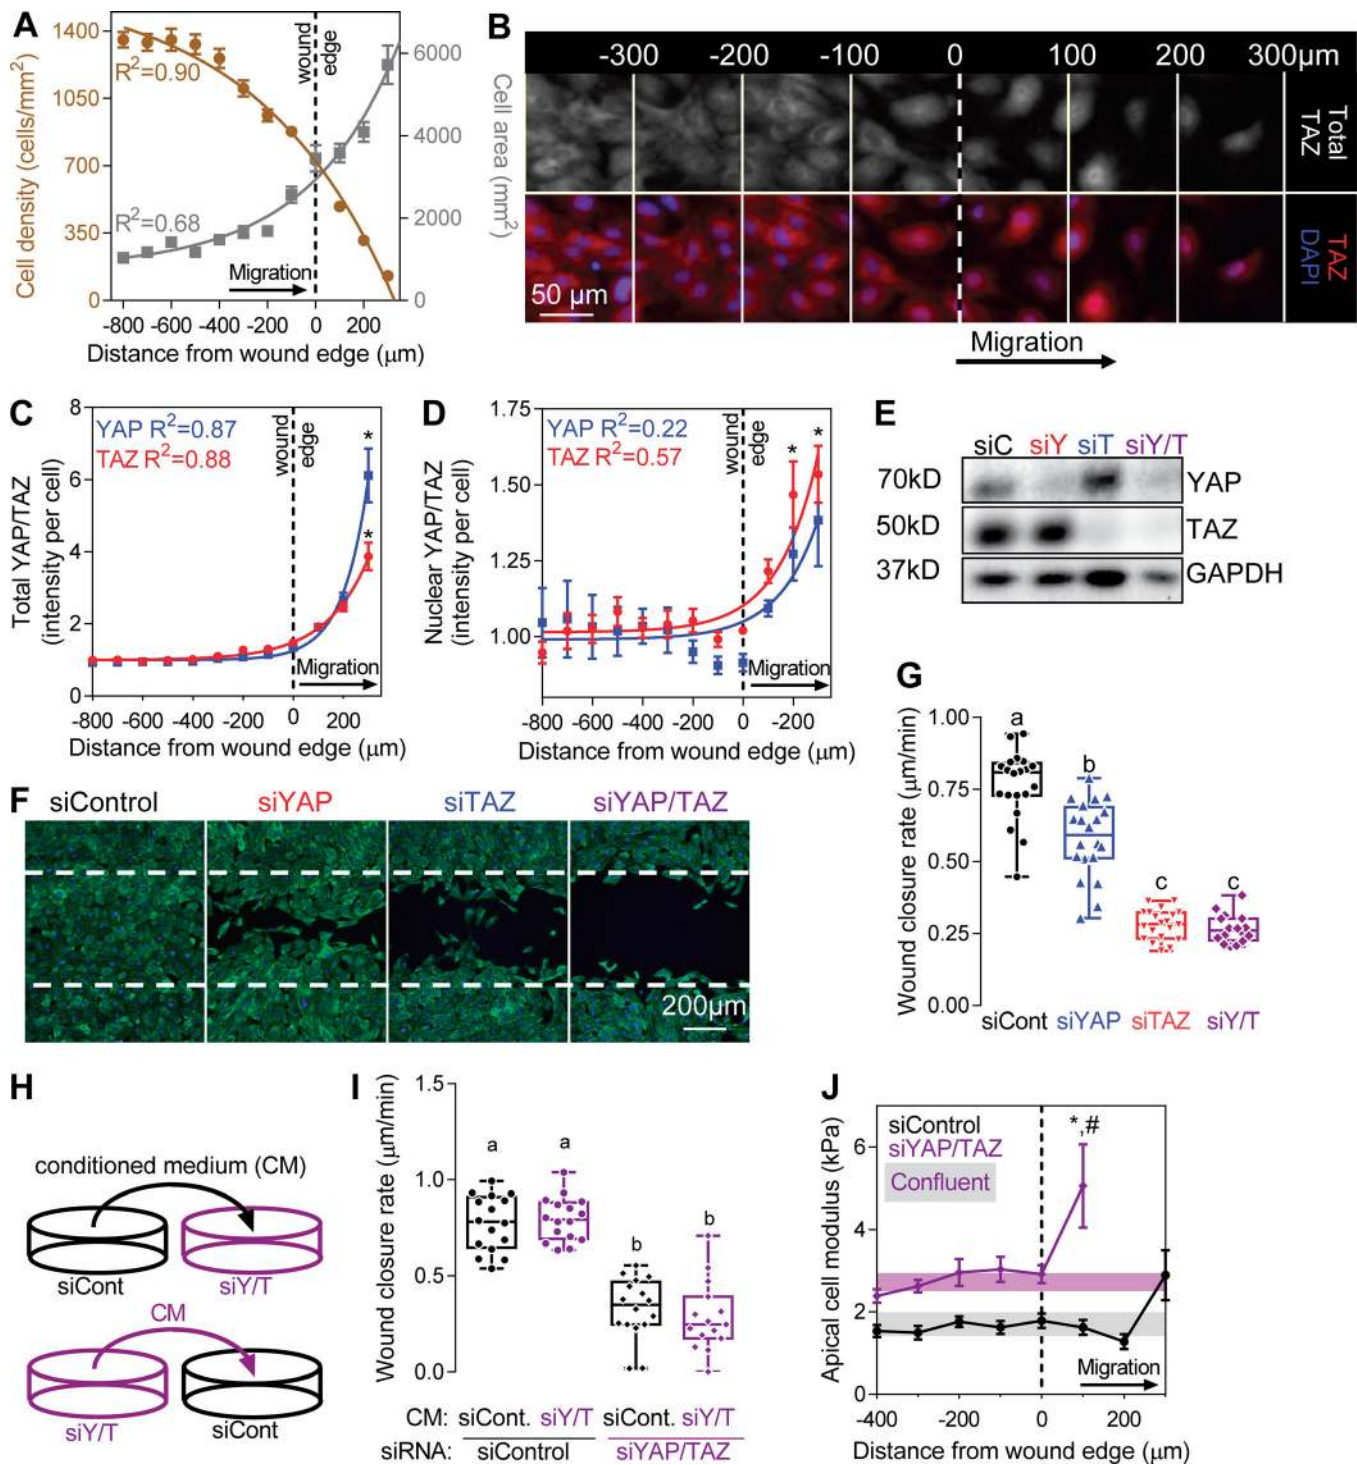 A
1400
1050
700
350
0
Cell density (cells/mm²)
R²=0.90
R²=0.68
wound
edge
Migration
6000
4000
2000
0
Cell area (mm²)
-800 -600 -400 -200 0 200
Distance from wound edge (μm)
B
-300 -200 -100 0 100 200 300μm
Total
TAZ
TAZ
DAPI
50 μm
Migration
C
8
6
4
2
0
Total YAP/TAZ
(intensity per cell)
YAP R²=0.87
TAZ R²=0.88
wound
edge
*
*
Migration
-800 -600 -400 -200 0 200
Distance from wound edge (μm)
D
1.75
1.50
1.25
1.00
Nuclear YAP/TAZ
(intensity per cell)
YAP R²=0.22
TAZ R²=0.57
wound
edge
* *
Migration
-800 -600 -400 -200 0 -200
Distance from wound edge (μm)
E
siC siY siT siY/T
70kD YAP
50kD TAZ
37kD GAPDH
F
siControl siYAP siTAZ siYAP/TAZ
200μm
G
1.00
0.75
0.50
0.25
0.00
Wound closure rate (μm/min)
a
b
c c
siCont siYAP siTAZ siY/T
H
conditioned medium (CM)
siCont siY/T
CM
siY/T siCont
I
1.5
1.0
0.5
0.0
Wound closure rate (μm/min)
a a
b b
CM: siCont. siY/T siCont. siY/T
siRNA: siControl siYAP/TAZ
J
6
4
2
0
Apical cell modulus (kPa)
siControl
siYAP/TAZ
Confluent
*,#
Migration
-400 -200 0 200
Distance from wound edge (μm)